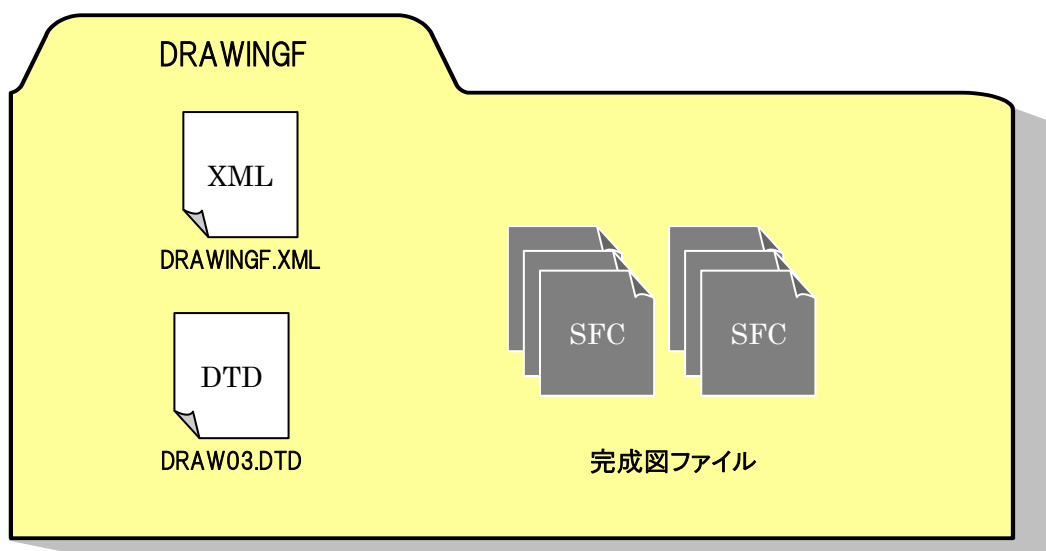 DRAWINGF
XML
DRAWINGF.XML
DTD
DRAW03.DTD
SFC
SFC
完成図ファイル